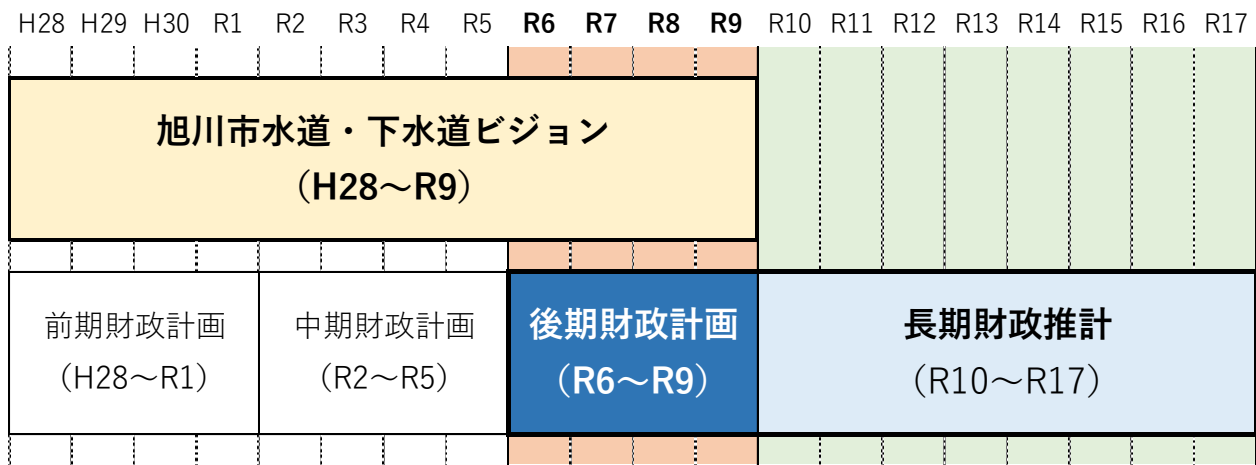 H28 H29 H30 R1 R2 R3 R4 R5 R6 R7 R8 R9 R10 R11 R12 R13 R14 R15 R16 R17
旭川市水道・下水道ビジョン
（H28～R9）
前期財政計画 中期財政計画 後期財政計画 長期財政推計
（H28～R1） （R2～R5） （R6～R9） （R10～R17）